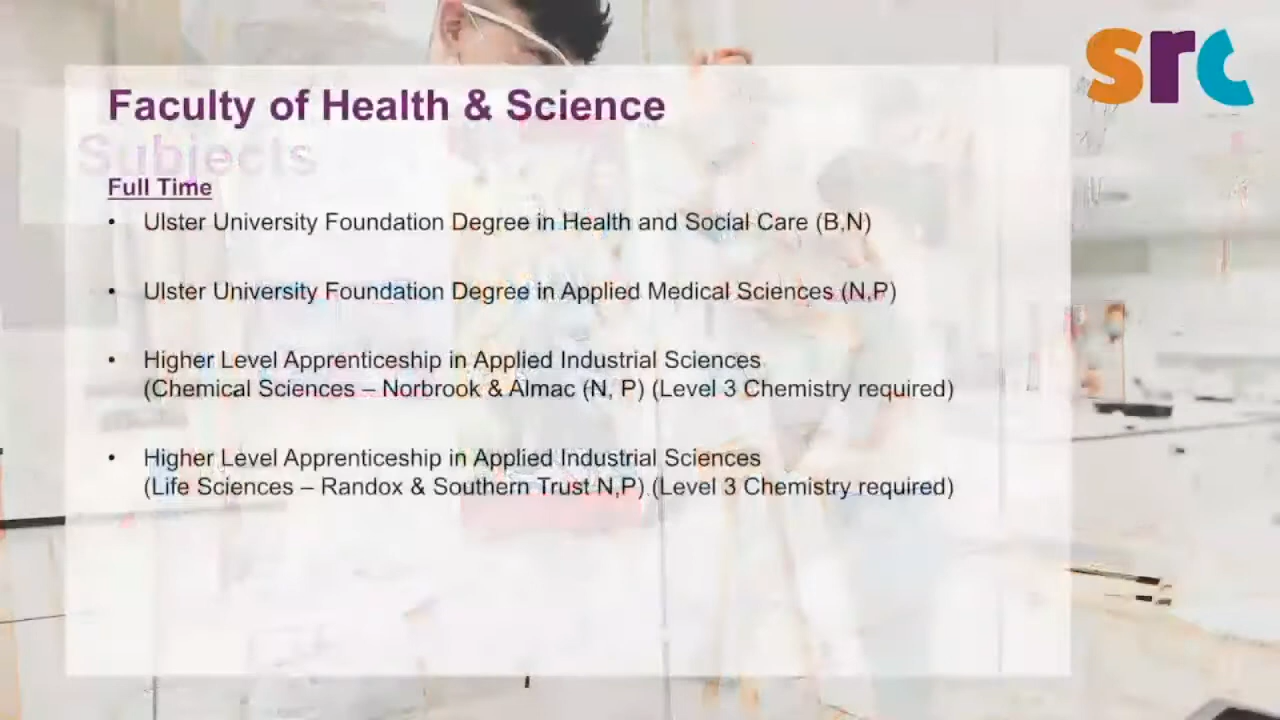 src
Faculty of Health & Science
Subjects
Full Time
• Ulster University Foundation Degree in Health and Social Care (B,N)
• Ulster University Foundation Degree in Applied Medical Sciences (N,P)
• Higher Level Apprenticeship in Applied Industrial Sciences
(Chemical Sciences – Norbrook & Almac (N, P) (Level 3 Chemistry required)
• Higher Level Apprenticeship in Applied Industrial Sciences
(Life Sciences – Randox & Southern Trust N,P) (Level 3 Chemistry required)